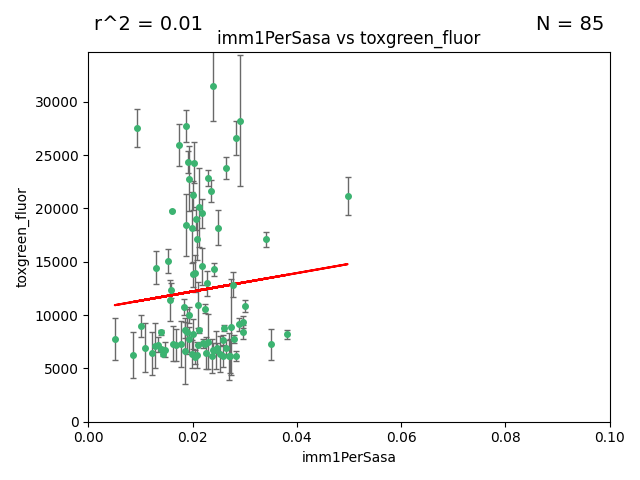 r^2 = 0.01
N = 85
imm1PerSasa vs toxgreen_fluor
30000
25000
20000
15000
10000
5000
0
toxgreen_fluor
0.00
0.02
0.04
0.06
0.08
0.10
imm1PerSasa